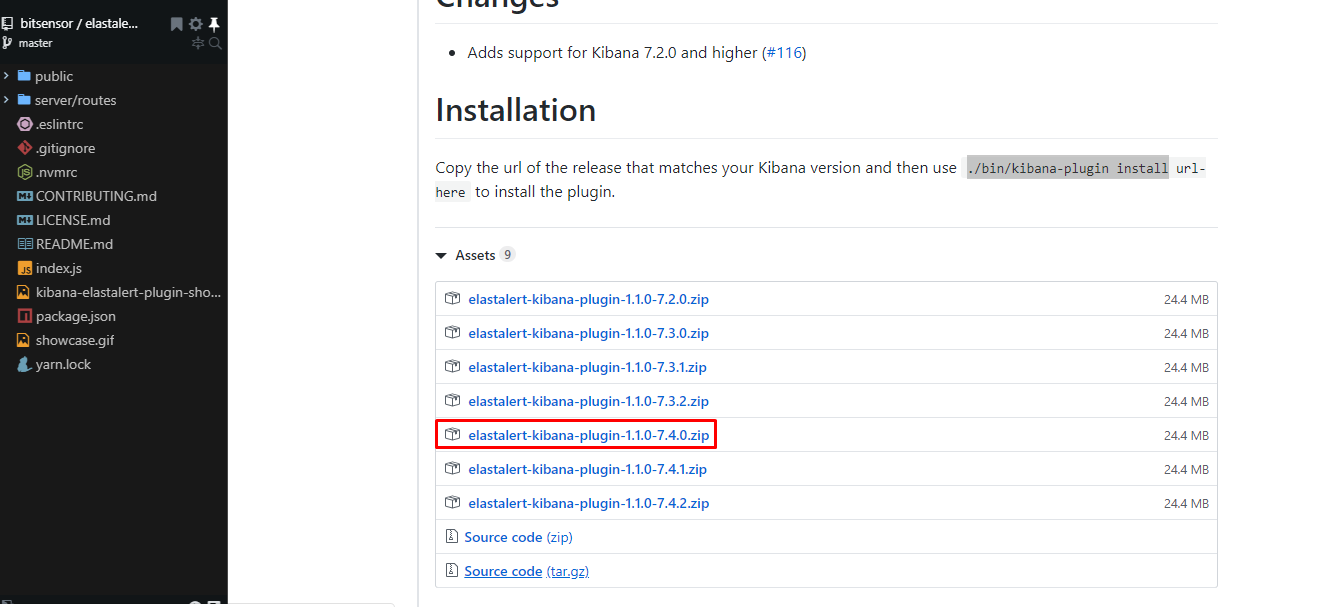 bitsensor / elastale...
master
public
server/routes
.eslintrc
.gitignore
.nvmrc
CONTRIBUTING.md
LICENSE.md
README.md
index.js
kibana-elastalert-plugin-sho...
package.json
showcase.gif
yarn.lock
Changes
Adds support for Kibana 7.2.0 and higher (#116)
Installation
Copy the url of the release that matches your Kibana version and then use ./bin/kibana-plugin install url-
here to install the plugin.
Assets 9
elastalert-kibana-plugin-1.1.0-7.2.0.zip 24.4 MB
elastalert-kibana-plugin-1.1.0-7.3.0.zip 24.4 MB
elastalert-kibana-plugin-1.1.0-7.3.1.zip 24.4 MB
elastalert-kibana-plugin-1.1.0-7.3.2.zip 24.4 MB
elastalert-kibana-plugin-1.1.0-7.4.0.zip 24.4 MB
elastalert-kibana-plugin-1.1.0-7.4.1.zip 24.4 MB
elastalert-kibana-plugin-1.1.0-7.4.2.zip 24.4 MB
Source code (zip)
Source code (tar.gz)